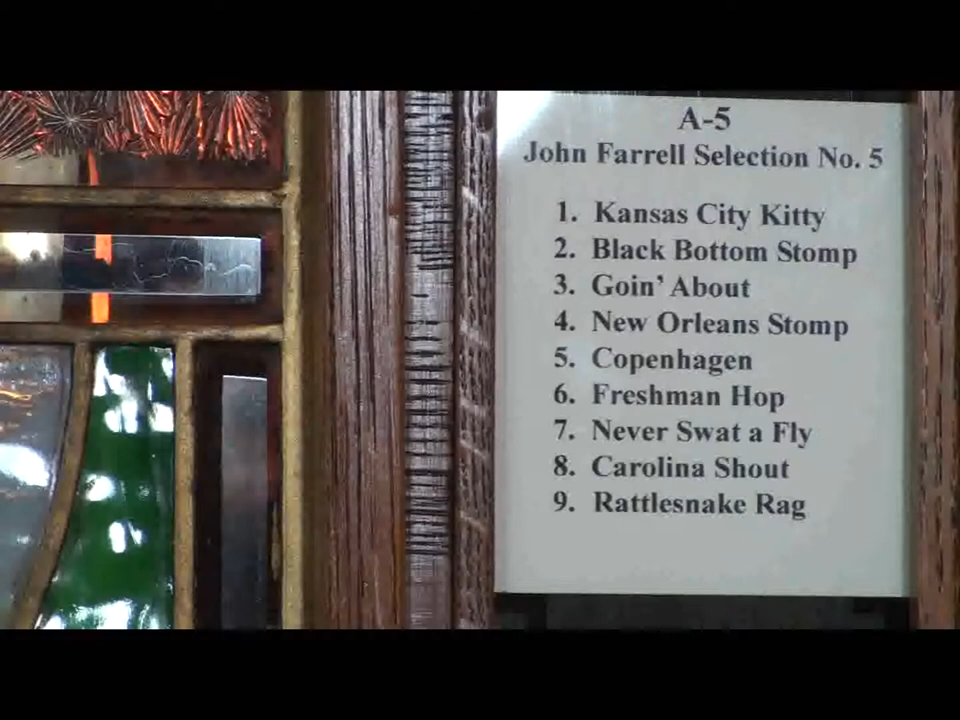 A-5
John Farrell Selection No. 5
1. Kansas City Kitty
2. Black Bottom Stomp
3. Goin' About
4. New Orleans Stomp
5. Copenhagen
6. Freshman Hop
7. Never Swat a Fly
8. Carolina Shout
9. Rattlesnake Rag